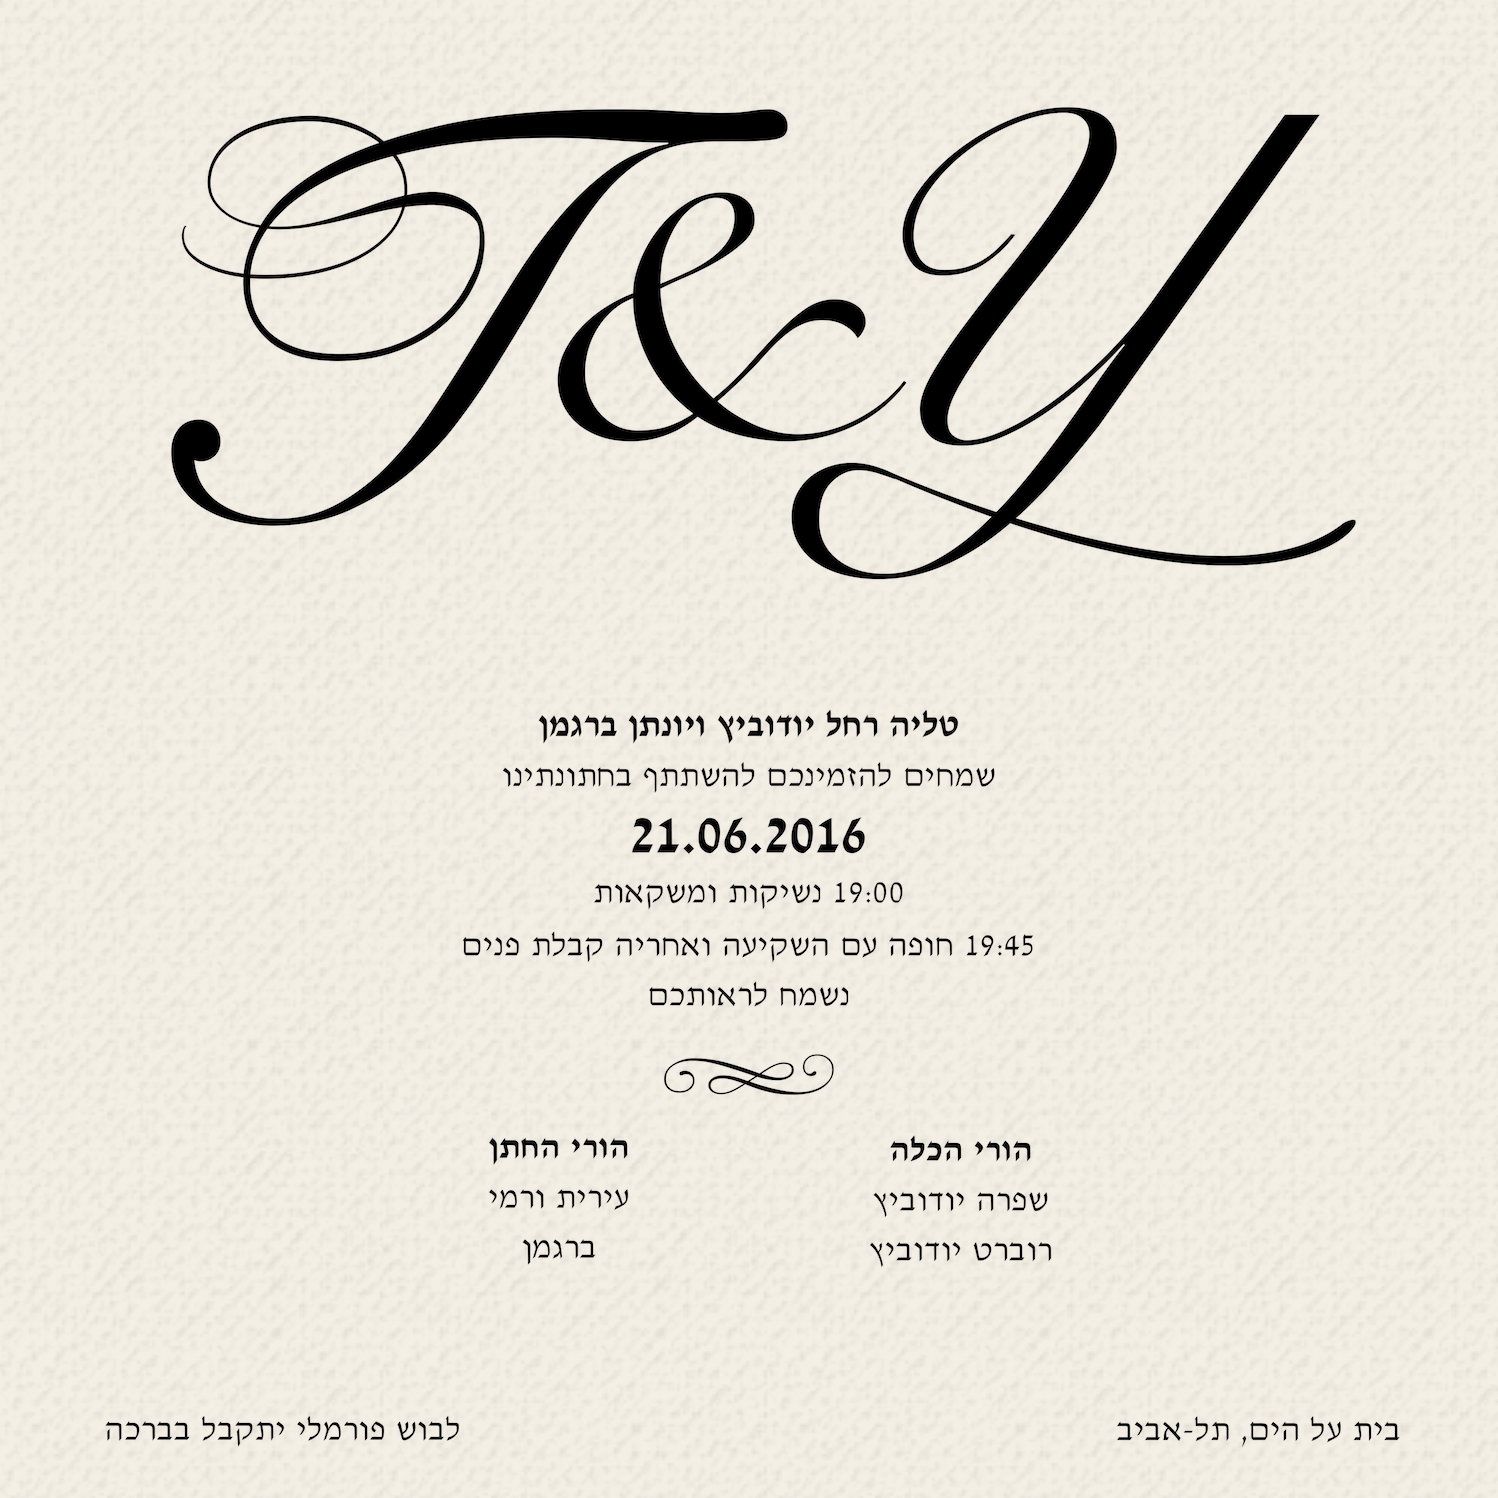 T&Y
טליה רחל יודוביץ ויונתן ברגמן
שמחים להזמינכם להשתתף בחתונתינו
21.06.2016
19:00 נשיקות ומשקאות
19:45 חופה עם השקיעה ואחריה קבלת פנים
נשמח לראותכם
הורי הכלה
שפרה יודוביץ
רוברט יודוביץ
הורי החתן
עירית ורמי
ברגמן
בית על הים, תל-אביב
לבוש פורמלי יתקבל בברכה